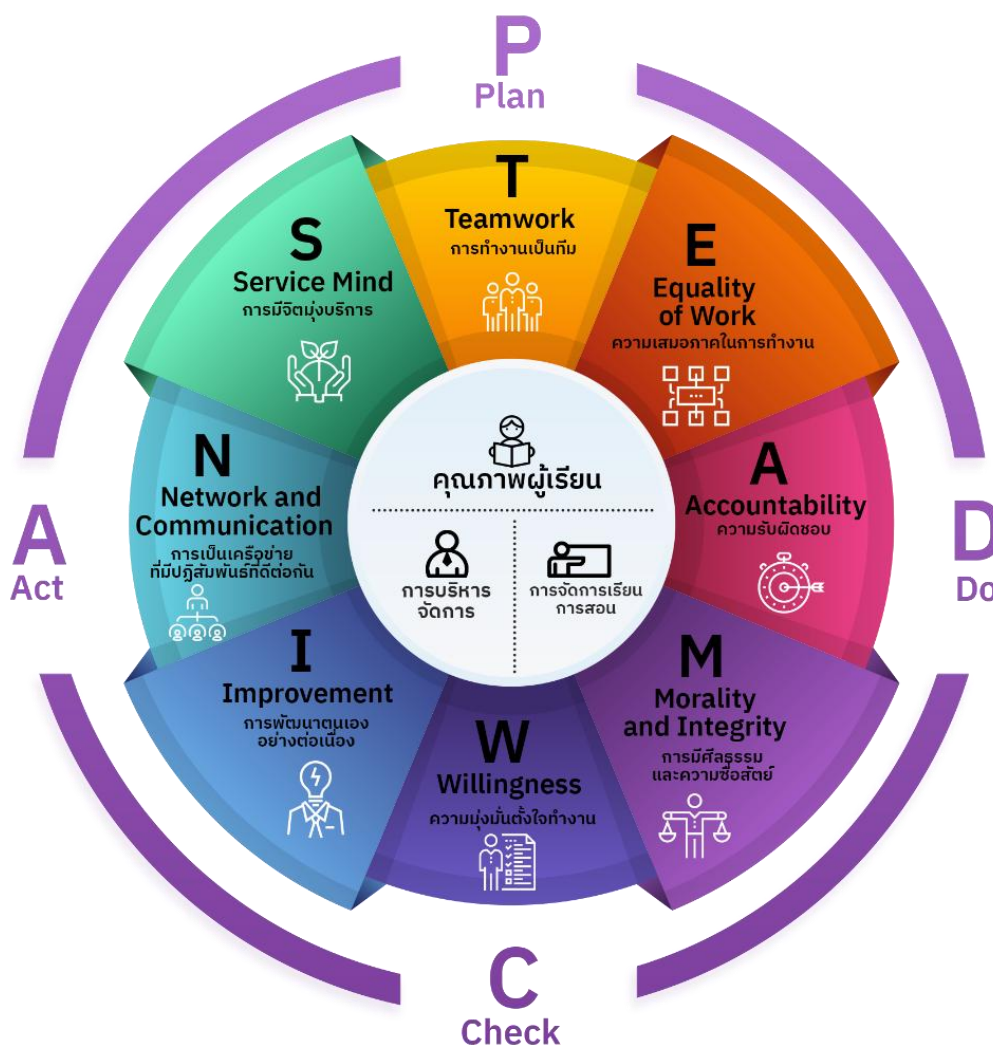 P
Plan
T
Teamwork
การทำงานเป็นทีม
E
Equality
of Work
ความเสมอภาคในการทำงาน
A
Accountability
ความรับผิดชอบ
M
Morality
and Integrity
การมีศีลธรรม
และความซื่อสัตย์
W
Willingness
ความมุ่งมั่นตั้งใจทำงาน
I
Improvement
การพัฒนาตนเอง
อย่างต่อเนื่อง
N
Network and
Communication
การเป็นเครือข่าย
ที่มีปฏิสัมพันธ์ที่ดีต่อกัน
S
Service Mind
การมีจิตมุ่งบริการ
คุณภาพผู้เรียน
การบริหาร
จัดการ
การจัดการเรียน
การสอน
D
Do
C
Check
A
Act